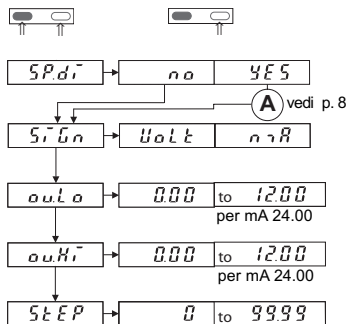 SP.di no YES
A vedi p. 8
SiGn Volt mA
ou.Lo 0.00 to 12.00
per mA 24.00
ou.Hi 0.00 to 12.00
per mA 24.00
StEP 0 to 99.99